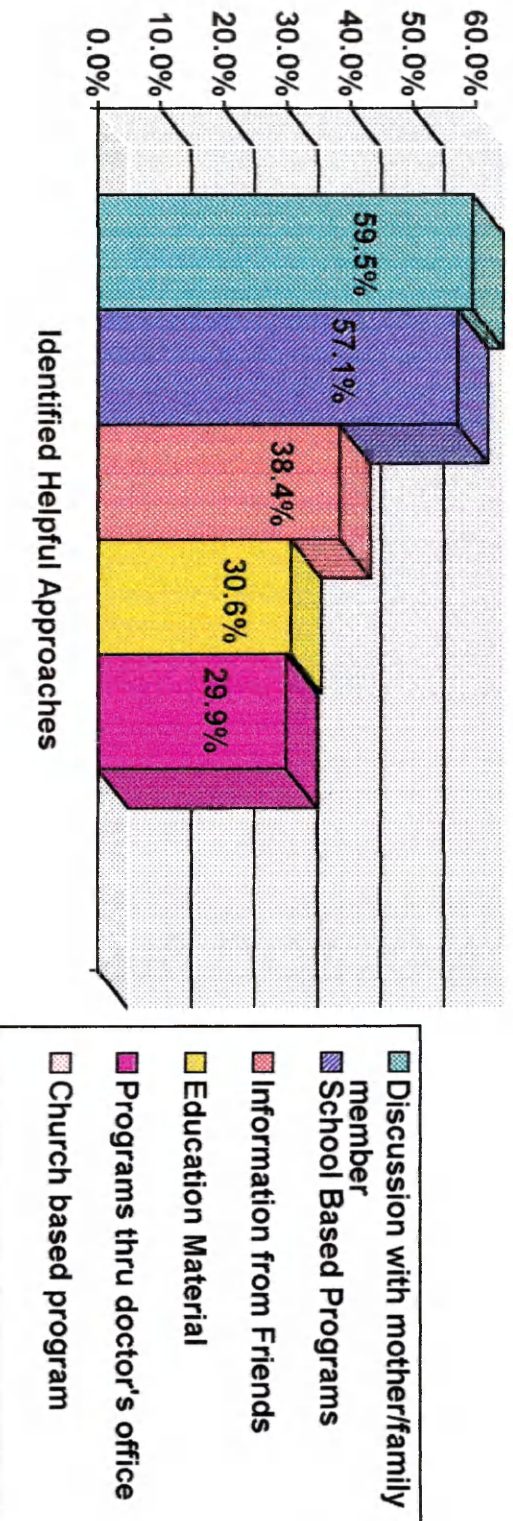 60.0%
50.0%
40.0%
30.0%
20.0%
10.0%
0.0%
59.5%
57.1%
38.4%
30.6%
29.9%
Identified Helpful Approaches
Discussion with mother/family
member
School Based Programs
Information from Friends
Education Material
Programs thru doctor's office
Church based program